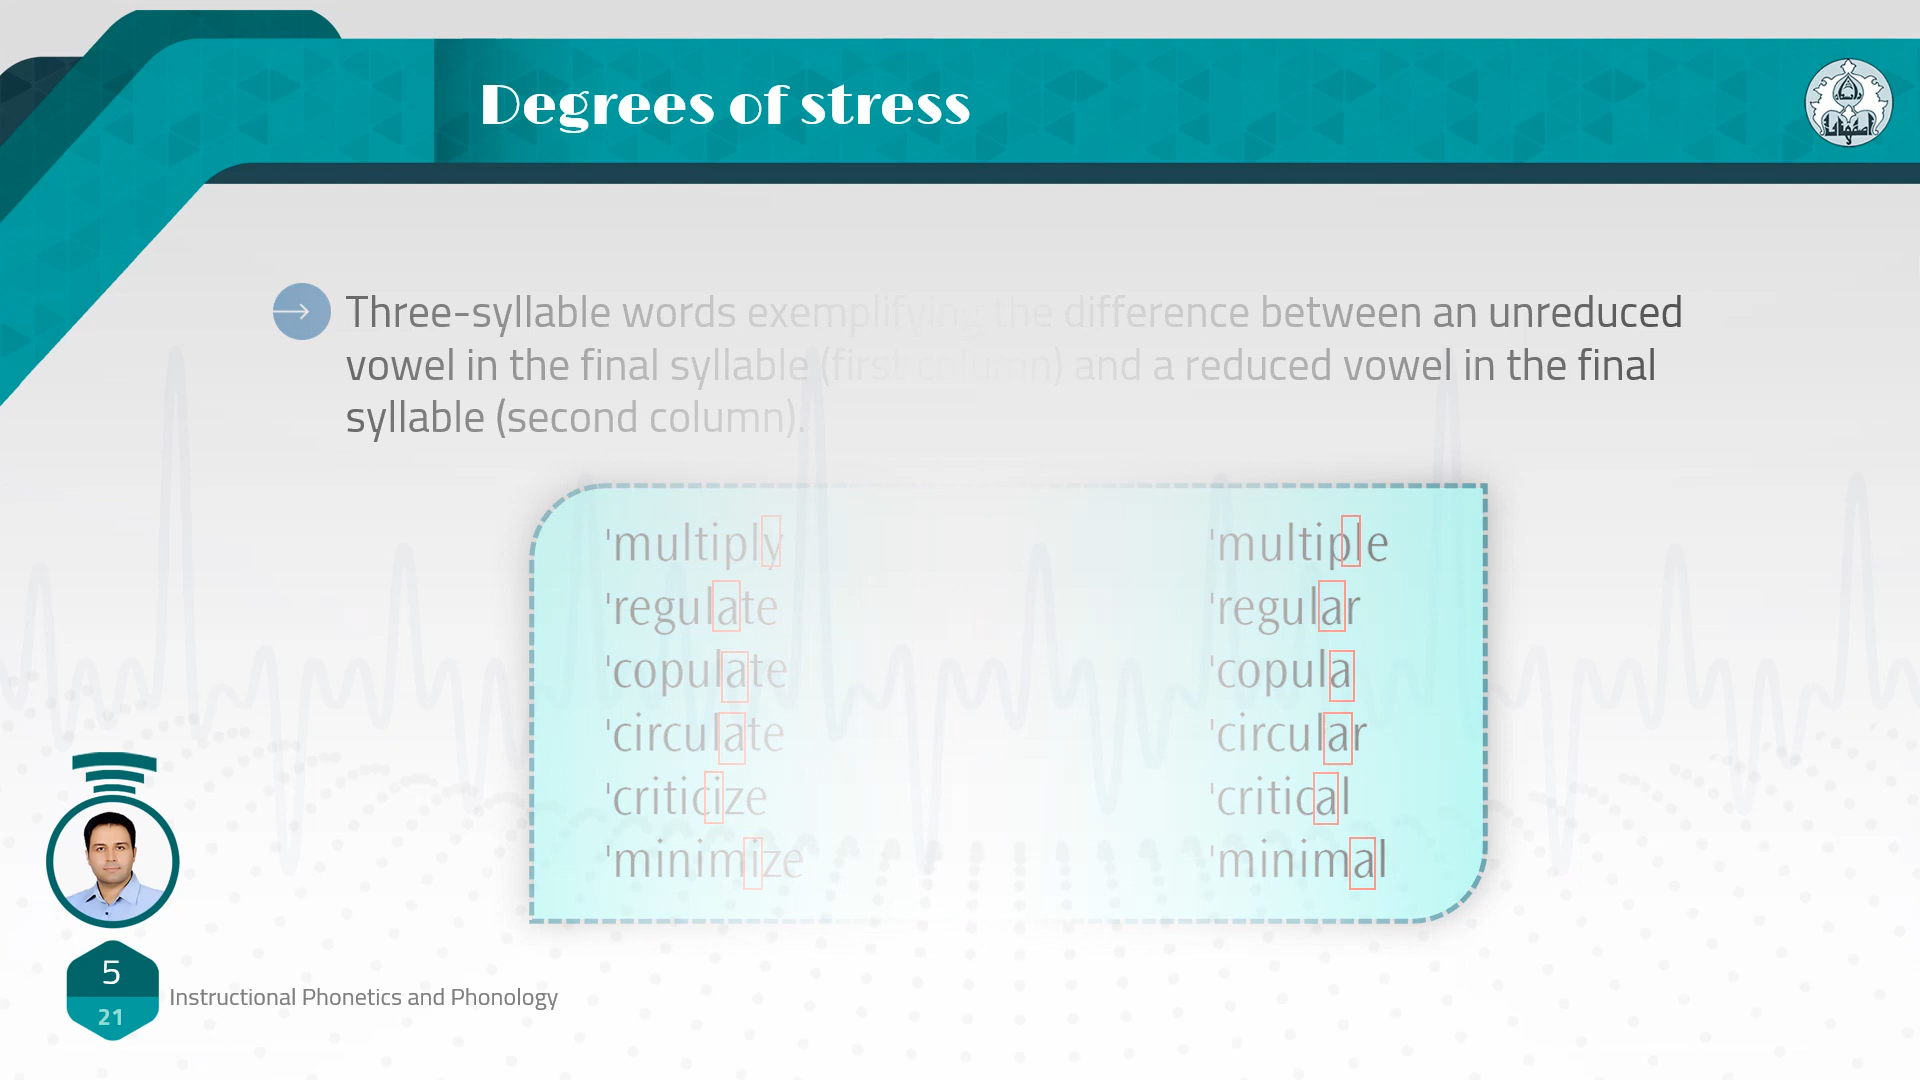 Degrees of stress
Three-syllable words exemplifying the difference between an unreduced
vowel in the final syllable (first column) and a reduced vowel in the final
syllable (second column).
'multiply 'multiple
'regulate 'regular
'copulate 'copula
'circulate 'circular
'criticize 'critical
'minimize 'minimal
5
21
Instructional Phonetics and Phonology